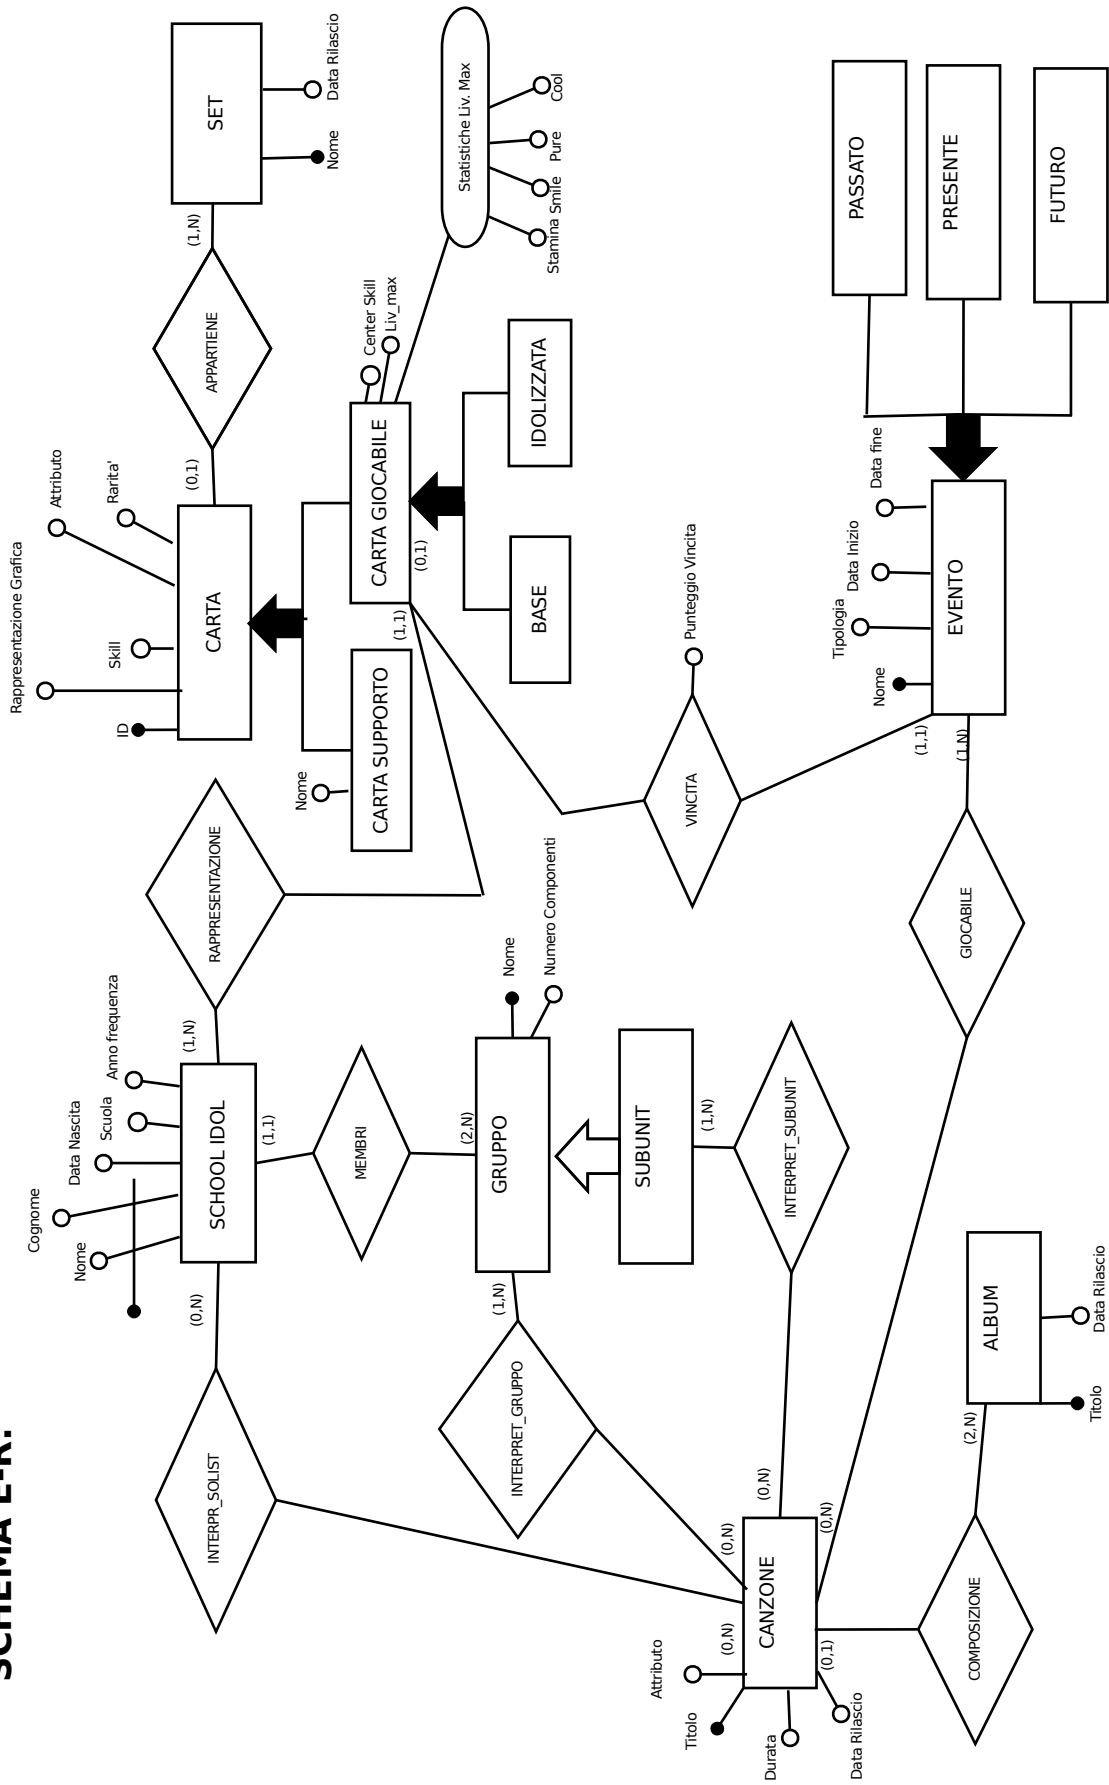 SCHEMA E-R:
INTERPR_SOLIST
(0,N)
Nome
Cognome
Data Nascita
Scuola
Anno frequenza
SCHOOL IDOL
(1,N)
(1,1)
RAPPRESENTAZIONE
ID
Rappresentazione Grafica
Skill
Attributo
Rarita'
CARTA
(0,1)
APPARTIENE
(1,N)
SET
Nome
Data Rilascio
MEMBRI
(2,N)
GRUPPO
Nome
Numero Componenti
(1,N)
INTERPRET_GRUPPO
Nome
CARTA SUPPORTO
(1,1)
CARTA GIOCABILE
(0,1)
Center Skill
Liv_max
Statistiche Liv. Max
Stamina
Smile
Pure
Cool
BASE
IDOLIZZATA
SUBUNIT
(1,N)
INTERPRET_SUBUNIT
VINCITA
Punteggio Vincita
Titolo
Attributo
Durata
Data Rilascio
CANZONE
(0,N)
(0,N)
(0,N)
(0,N)
(0,1)
COMPOSIZIONE
(2,N)
ALBUM
Titolo
Data Rilascio
GIOCABILE
(1,1)
(1,N)
Nome
Tipologia
Data Inizio
Data fine
EVENTO
PASSATO
PRESENTE
FUTURO